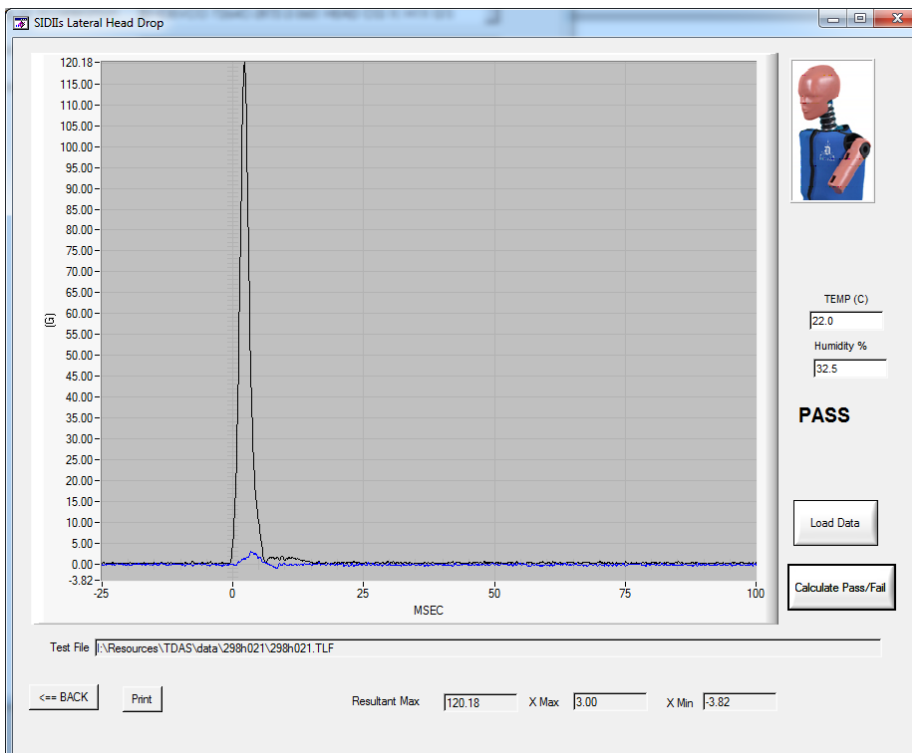 SIDIIs Lateral Head Drop
120.18
115.00
110.00
105.00
100.00
95.00
90.00
85.00
80.00
75.00
70.00
65.00
60.00
55.00
50.00
45.00
40.00
35.00
30.00
25.00
20.00
15.00
10.00
5.00
0.00
-3.82
(G)
-25 0 25 50 75 100
MSEC
TEMP (C)
22.0
Humidity %
32.5
PASS
Load Data
Calculate Pass/Fail
Test File I:\Resources\TDAS\data\298h021\298h021.TLF
<== BACK Print Resultant Max 120.18 X Max 3.00 X Min -3.82